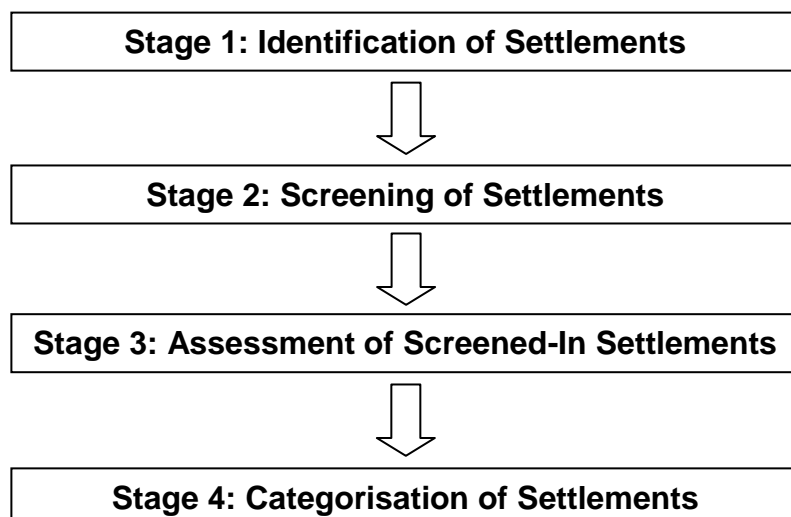 Stage 1: Identification of Settlements
Stage 2: Screening of Settlements
Stage 3: Assessment of Screened-In Settlements
Stage 4: Categorisation of Settlements